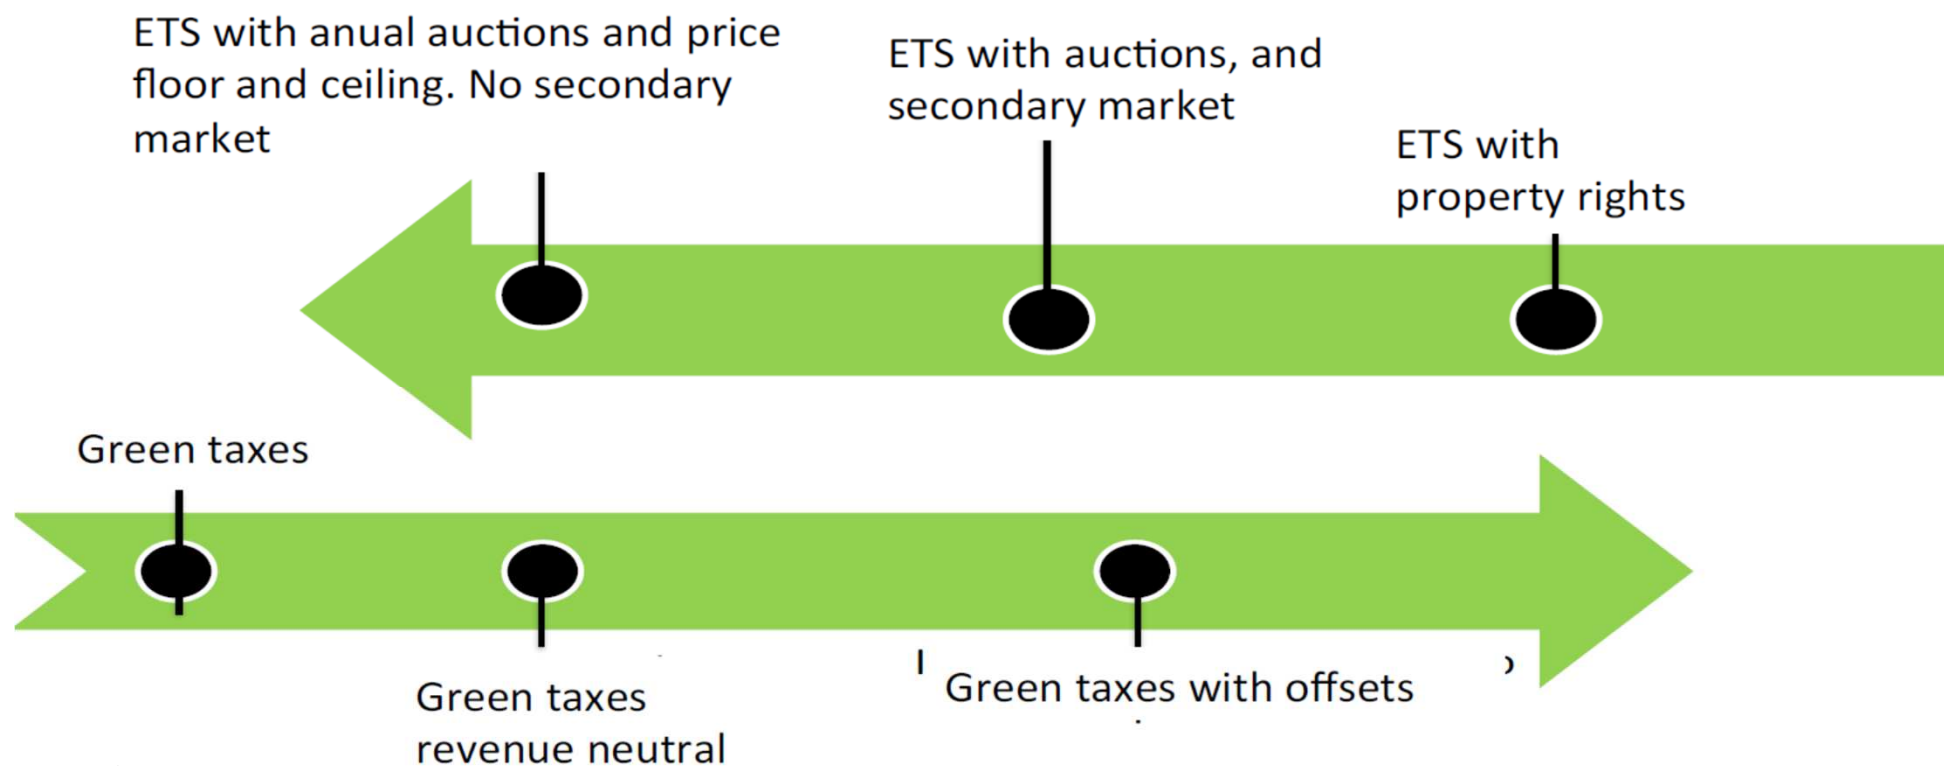 ETS with anual auctions and price
floor and ceiling. No secondary
market
ETS with auctions, and
secondary market
ETS with
property rights
Green taxes
Green taxes
revenue neutral
Green taxes with offsets